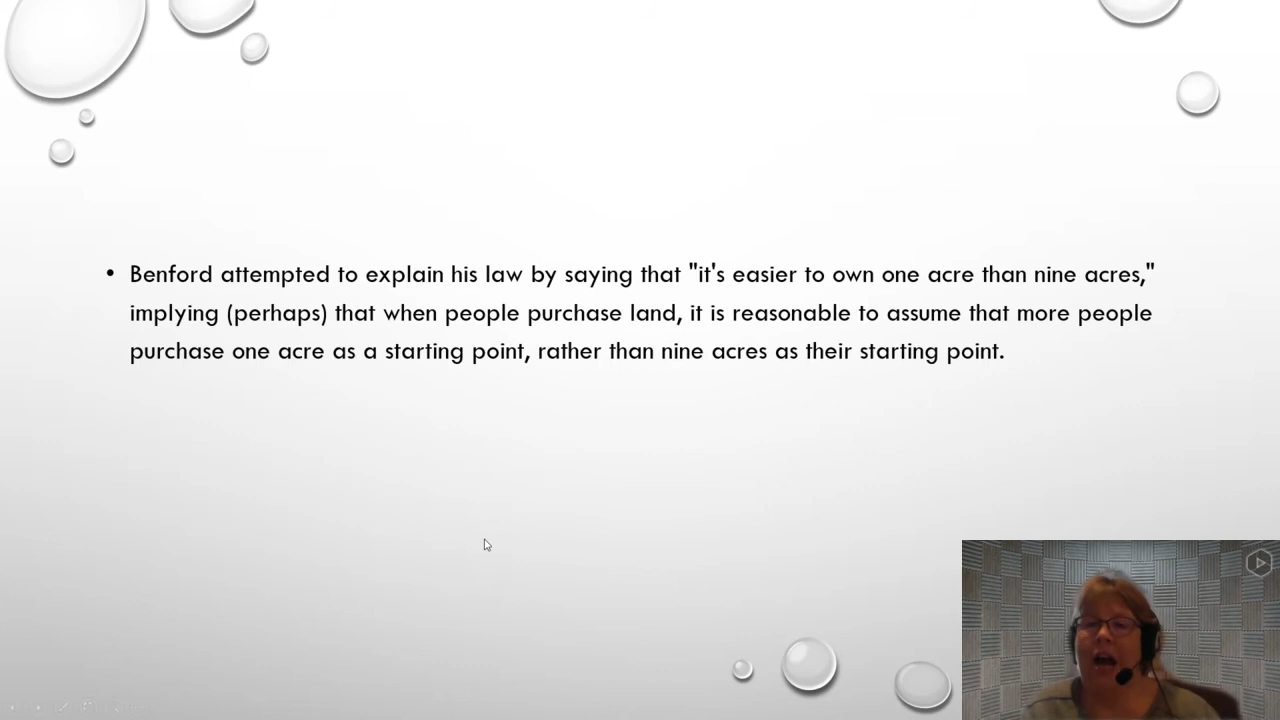 • Benford attempted to explain his law by saying that "it's easier to own one acre than nine acres,"
implying (perhaps) that when people purchase land, it is reasonable to assume that more people
purchase one acre as a starting point, rather than nine acres as their starting point.